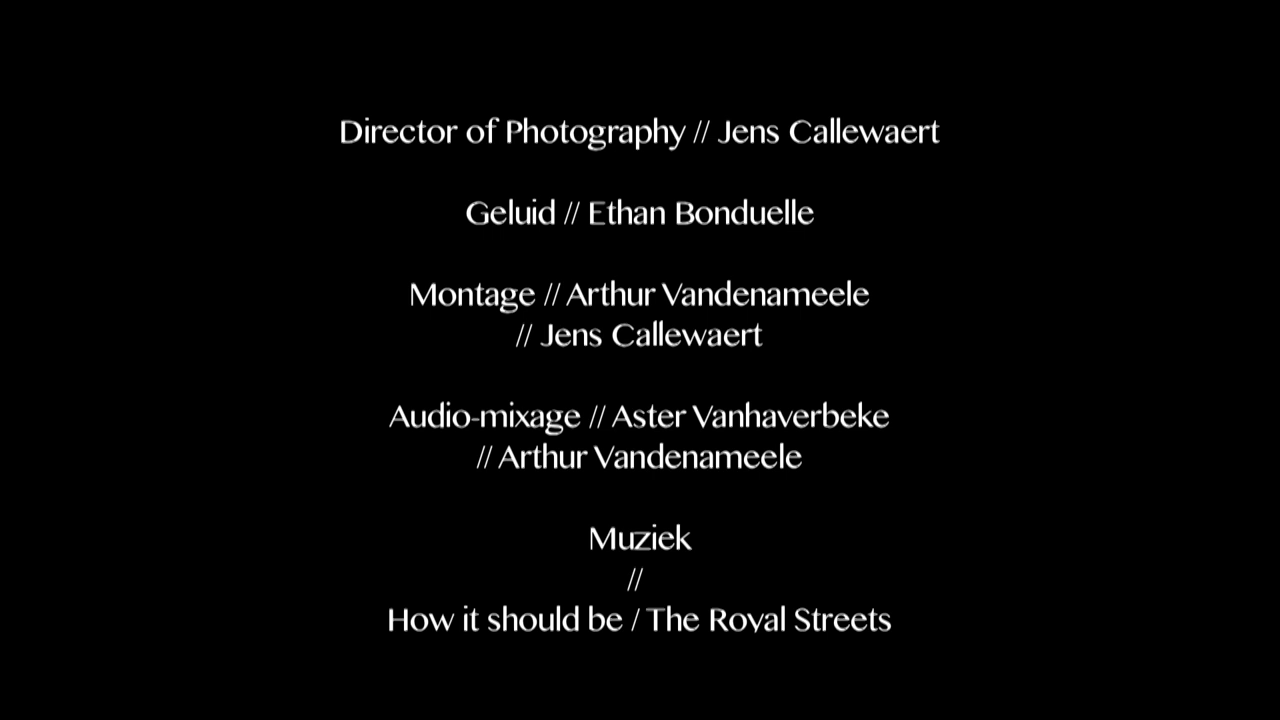 Director of Photography // Jens Callewaert
Geluid // Ethan Bonduelle
Montage // Arthur Vandenameele
// Jens Callewaert
Audio-mixage // Aster Vanhaverbeke
// Arthur Vandenameele
Muziek
//
How it should be / The Royal Streets